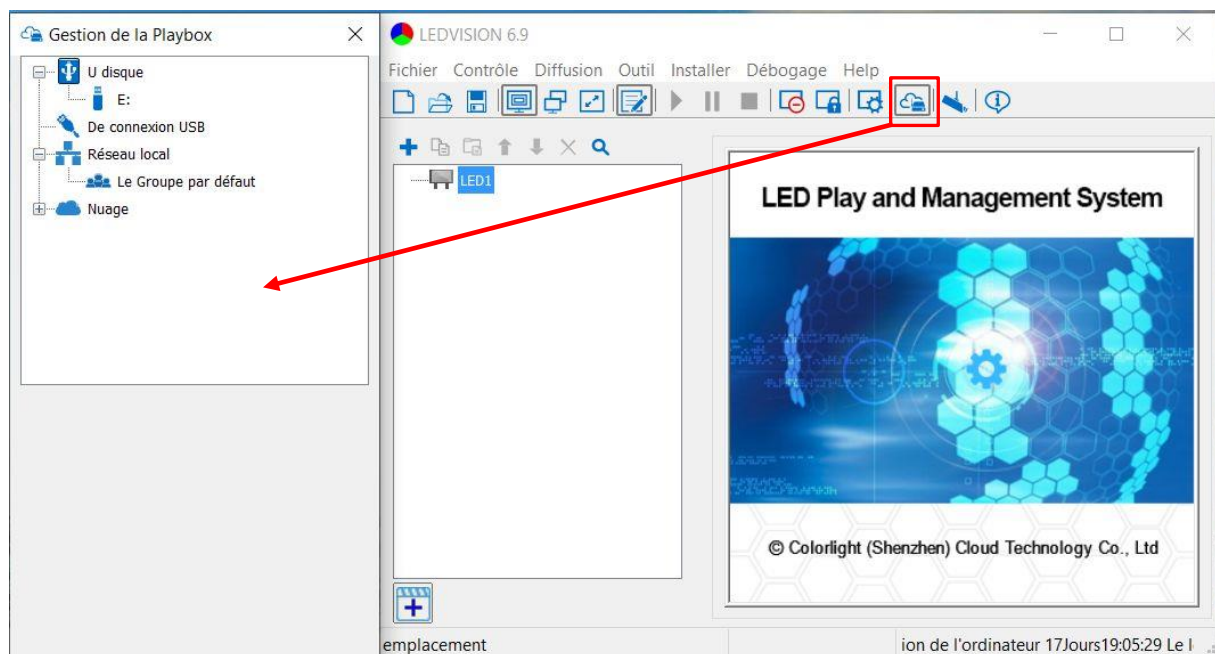 Gestion de la Playbox
U disque
E:
De connexion USB
Réseau local
Le Groupe par défaut
Nuage
LEDVISION 6.9
Fichier Contrôle Diffusion Outil Installer Débogage Help
LED1
LED Play and Management System
© Colorlight (Shenzhen) Cloud Technology Co., Ltd
emplacement
ion de l'ordinateur 17Jours19:05:29 Le l